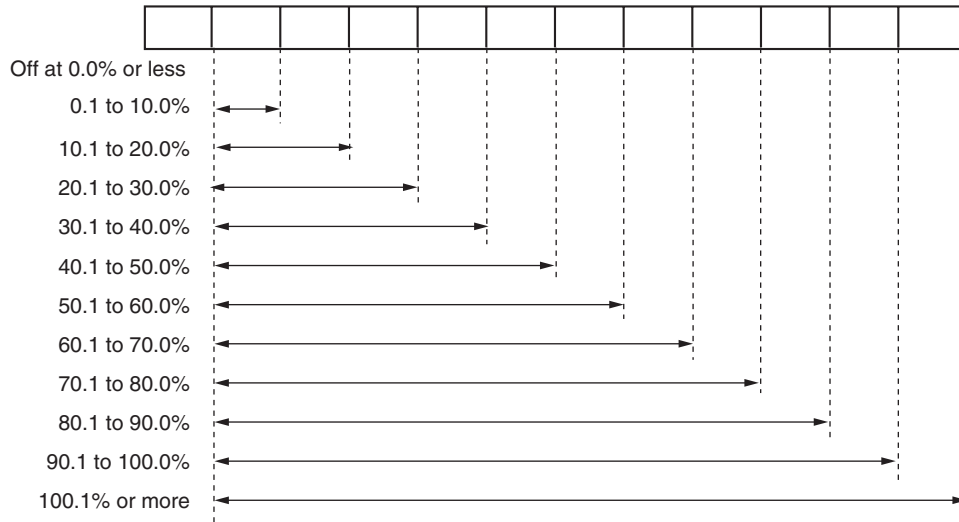 Off at 0.0% or less
0.1 to 10.0%
10.1 to 20.0%
20.1 to 30.0%
30.1 to 40.0%
40.1 to 50.0%
50.1 to 60.0%
60.1 to 70.0%
70.1 to 80.0%
80.1 to 90.0%
90.1 to 100.0%
100.1% or more